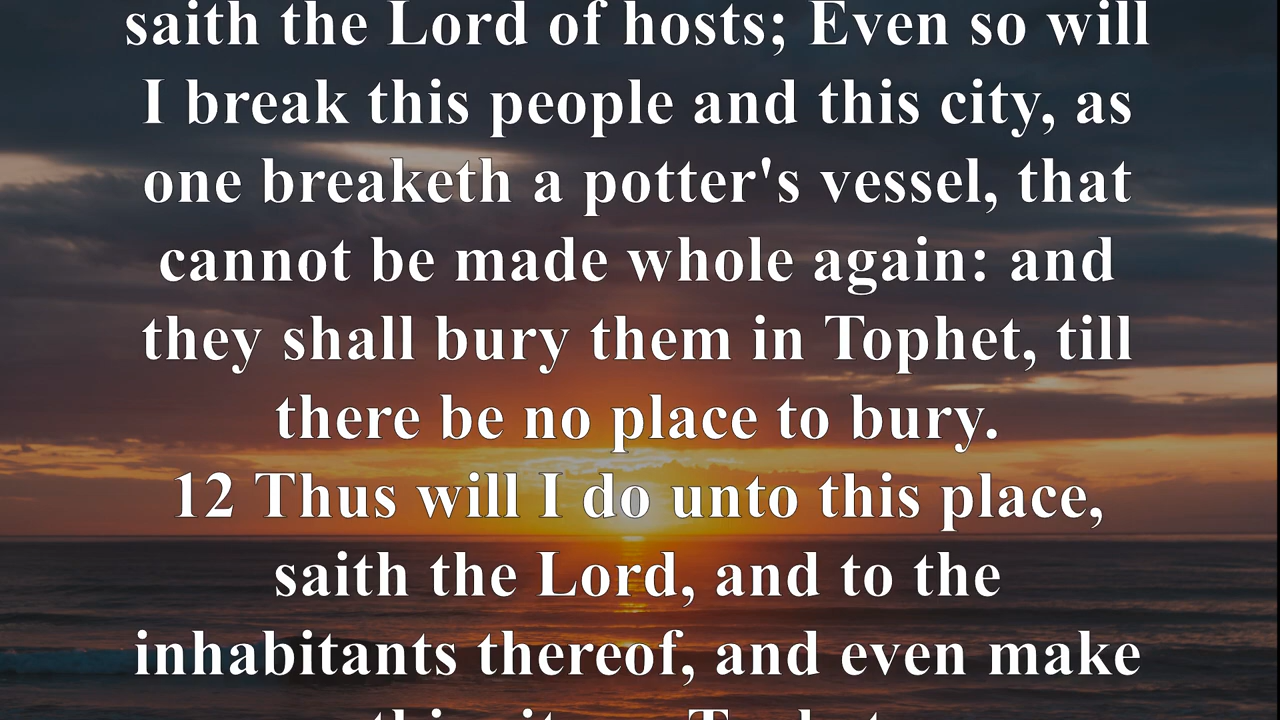 saith the Lord of hosts; Even so will
I break this people and this city, as
one breaketh a potter's vessel, that
cannot be made whole again: and
they shall bury them in Tophet, till
there be no place to bury.
12 Thus will I do unto this place,
saith the Lord, and to the
inhabitants thereof, and even make